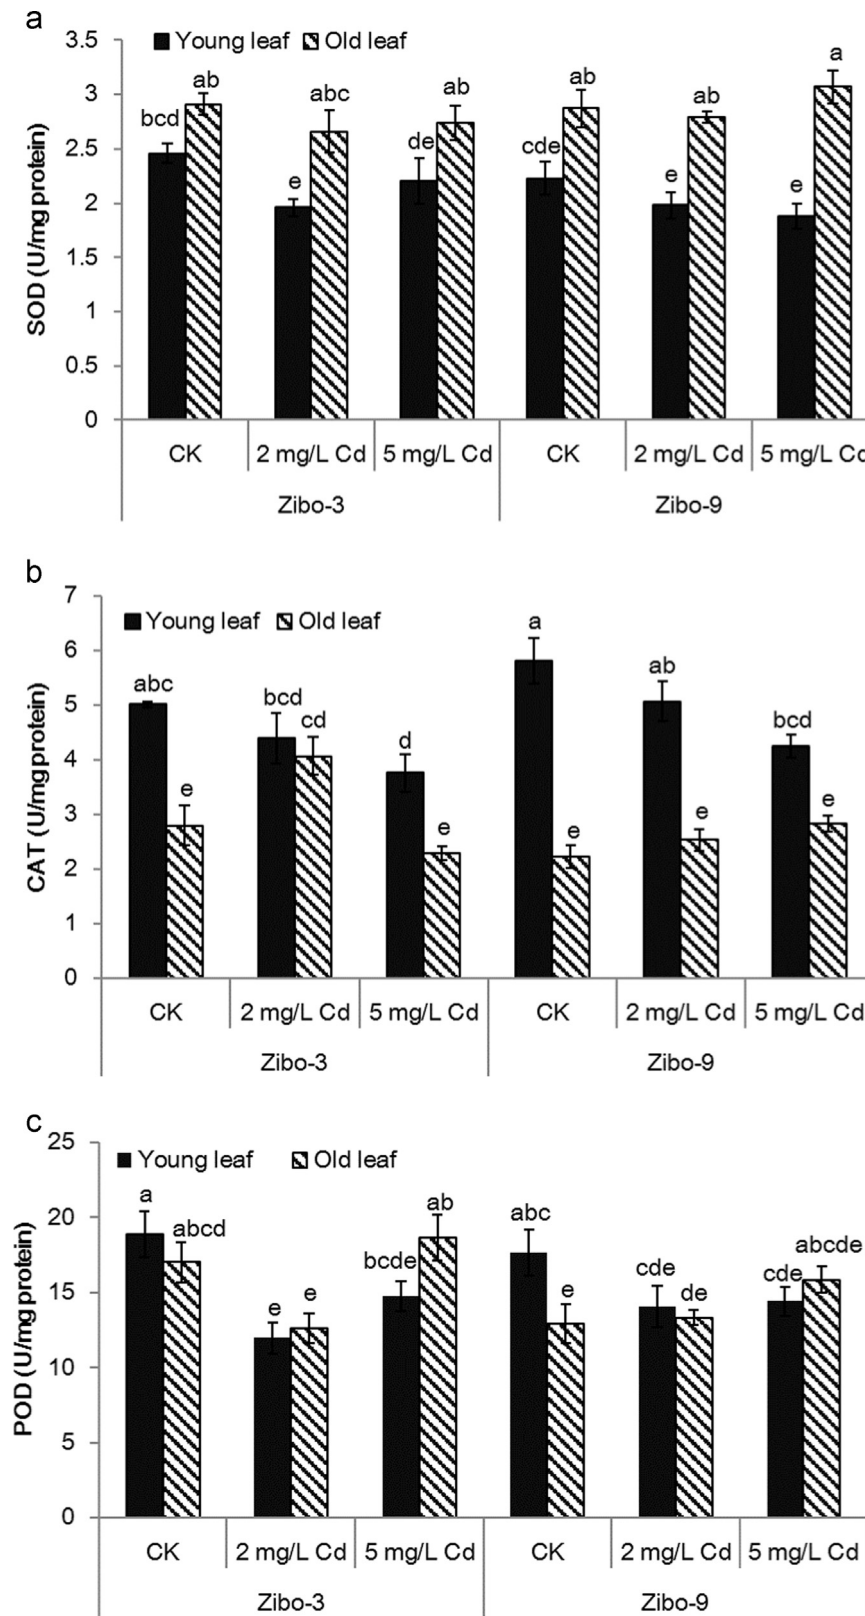 a
3.5
Young leaf Old leaf
3
2.5
2
1.5
1
0.5
0
SOD (U/mg protein)
bcd ab e abc de ab cde ab e ab e a
CK 2 mg/L Cd 5 mg/L Cd CK 2 mg/L Cd 5 mg/L Cd
Zibo-3 Zibo-9
b
7
Young leaf Old leaf
6
5
4
3
2
1
0
CAT (U/mg protein)
abc e bcd cd d e a e ab e bcd e
CK 2 mg/L Cd 5 mg/L Cd CK 2 mg/L Cd 5 mg/L Cd
Zibo-3 Zibo-9
c
25
Young leaf Old leaf
20
15
10
5
0
POD (U/mg protein)
a abcd e e bcde ab abc e cde de cde abcde
CK 2 mg/L Cd 5 mg/L Cd CK 2 mg/L Cd 5 mg/L Cd
Zibo-3 Zibo-9